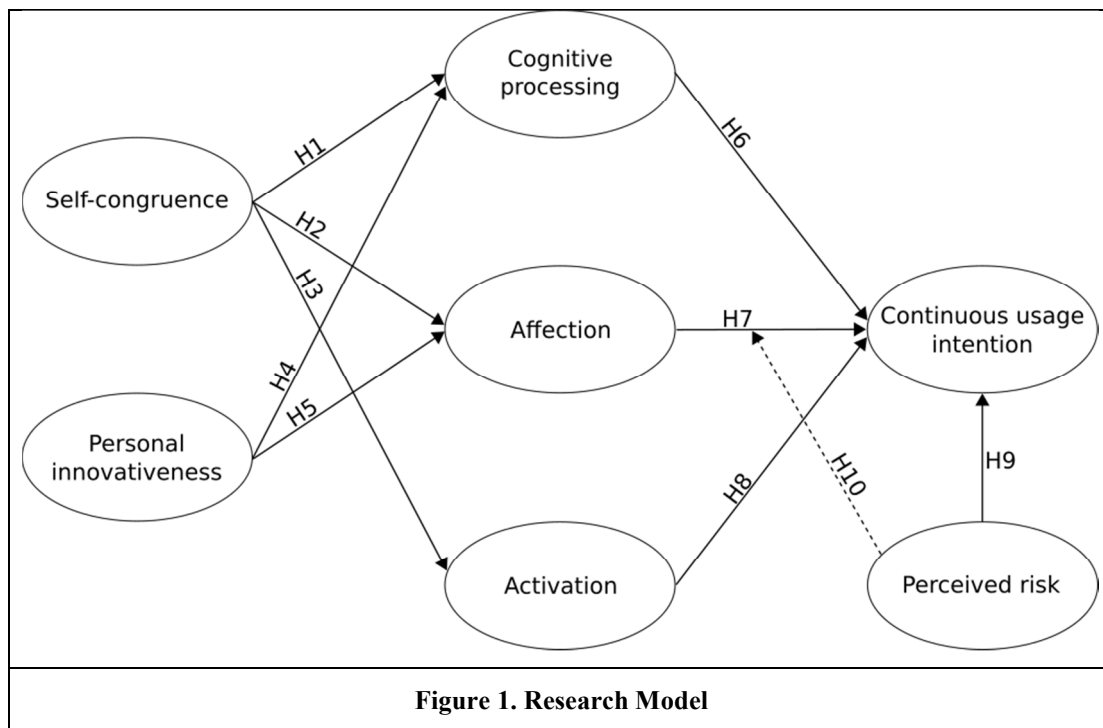 Cognitive
processing
H1
H6
Self-congruence
H2
H3
Affection
H7
Continuous usage
intention
H4
H5
Personal
innovativeness
H8
H10
H9
Activation
Perceived risk
Figure 1. Research Model